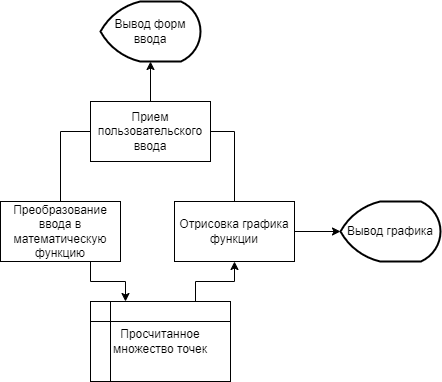 Вывод форм
ввода
Прием
пользовательского
ввода
Преобразование
ввода в
математическую
функцию
Отрисовка графика
функции
Вывод графика
Просчитанное
множество точек